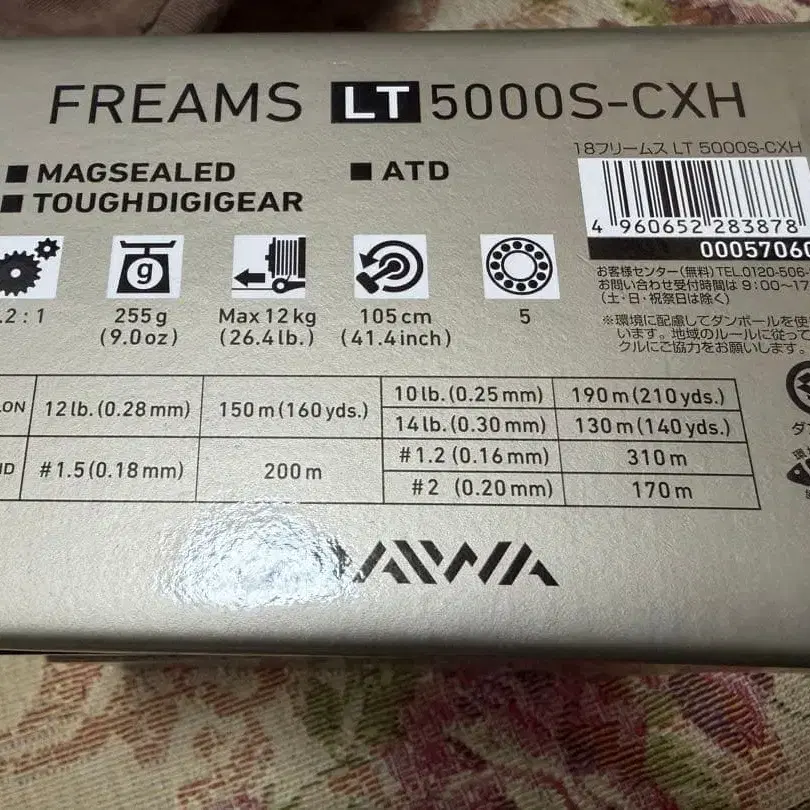 FREAMS LT 5000S-CXH
18フリームス LT 5000S-CXH
■ MAGSEALED ■ ATD
■ TOUGHDIGIGEAR
4 960652 283878
0005706
お客様センター(無料)TEL.0120-506-
お問い合わせ受付時間は 9:00〜17
(土・日・祝祭日は除く)
g
.2:1 255g Max 12kg 105cm 5
(9.0oz) (26.4lb.) (41.4inch)
※環境に配慮してダンボールを使
います。地域のルールに従って
クルにご協力をお願いします。
ON 12lb.(0.28mm) 150m(160yds.) 10lb.(0.25mm) 190m(210yds.)
14lb.(0.30mm) 130m(140yds.)
ID #1.5(0.18mm) 200m #1.2 (0.16mm) 310m
#2 (0.20mm) 170m
ダ
DAIWA